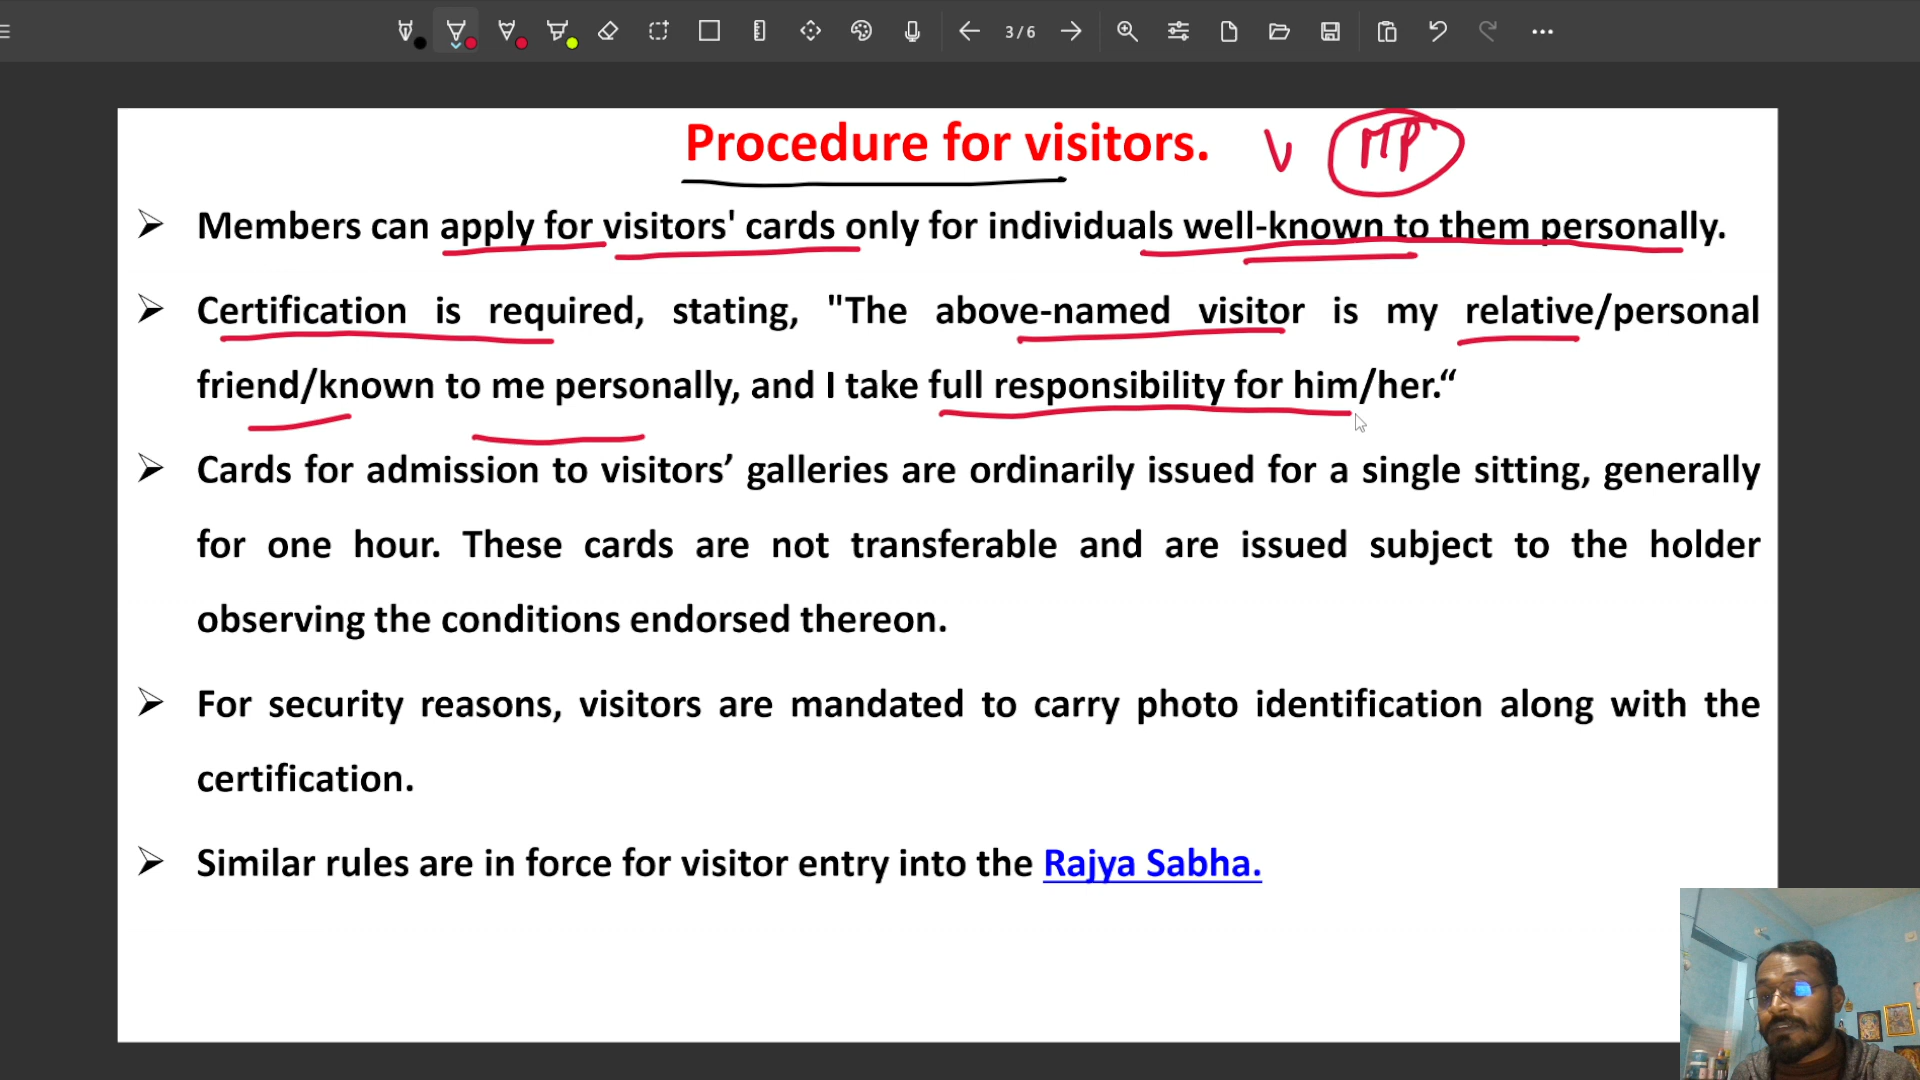 3 / 6
Procedure for visitors. V MP
Members can apply for visitors' cards only for individuals well-known to them personally.
Certification is required, stating, "The above-named visitor is my relative/personal
friend/known to me personally, and I take full responsibility for him/her.“
Cards for admission to visitors’ galleries are ordinarily issued for a single sitting, generally
for one hour. These cards are not transferable and are issued subject to the holder
observing the conditions endorsed thereon.
For security reasons, visitors are mandated to carry photo identification along with the
certification.
Similar rules are in force for visitor entry into the Rajya Sabha.